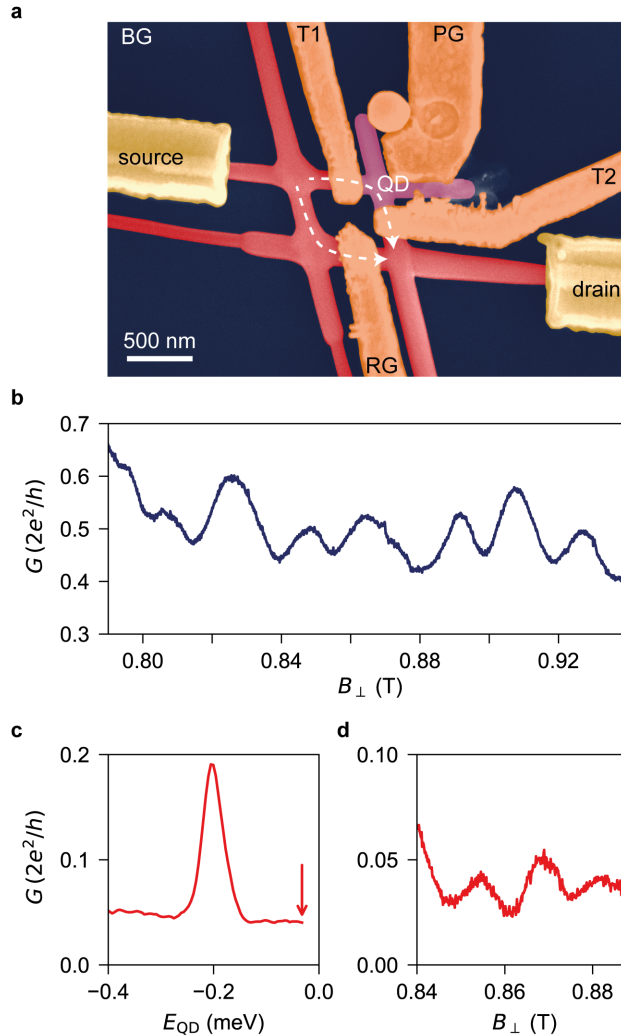 a
BG
T1
PG
source
QD
T2
drain
500 nm
RG
b
0.7
0.6
0.5
0.4
0.3
G (2e²/h)
0.80
0.84
0.88
0.92
B⊥ (T)
c
0.2
0.1
0.0
G (2e²/h)
−0.4
−0.2
0.0
E_QD (meV)
d
0.10
0.05
0.00
0.84
0.86
0.88
B⊥ (T)